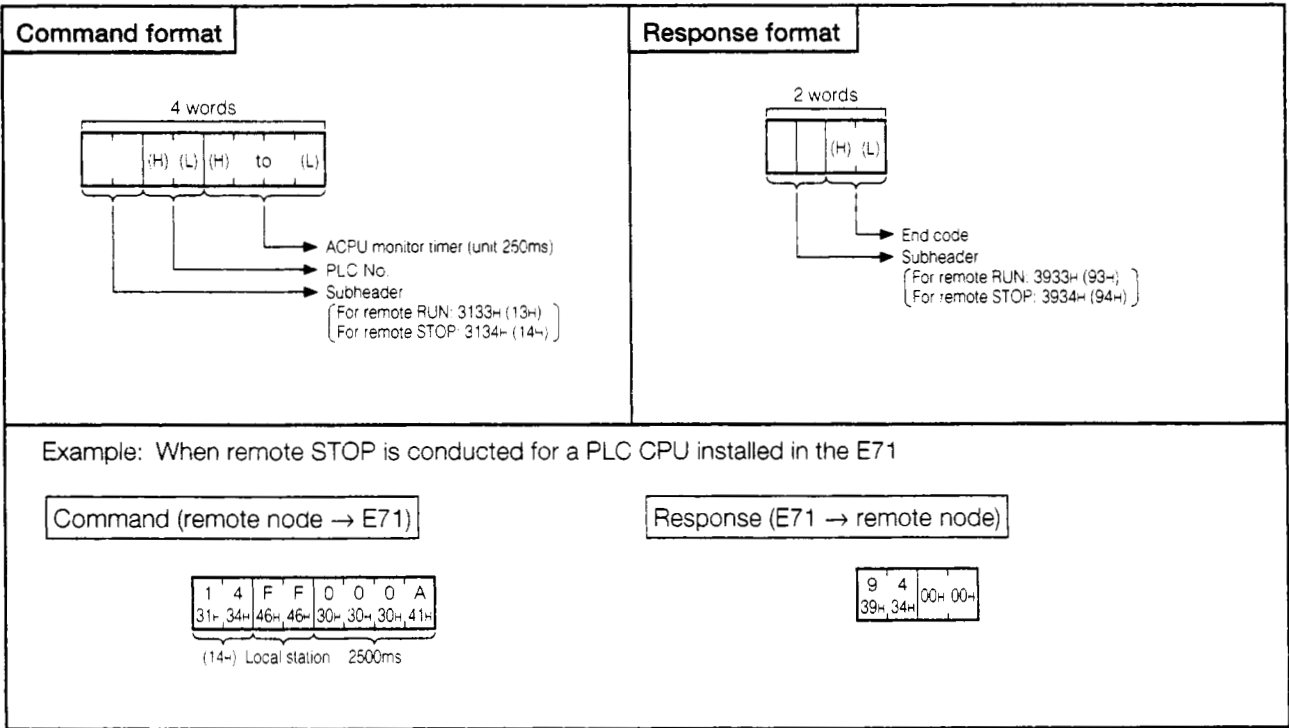 Command format
4 words
(H) (L) (H) to (L)
ACPU monitor timer (unit 250ms)
PLC No.
Subheader
For remote RUN: 3133H (13H)
For remote STOP: 3134H (14H)
Response format
2 words
(H) (L)
End code
Subheader
For remote RUN: 3933H (93H)
For remote STOP: 3934H (94H)
Example: When remote STOP is conducted for a PLC CPU installed in the E71
Command (remote node → E71)
1 4 F F 0 0 0 A
31H 34H 46H 46H 30H 30H 30H 41H
(14H) Local station 2500ms
Response (E71 → remote node)
9 4
39H 34H 00H 00H